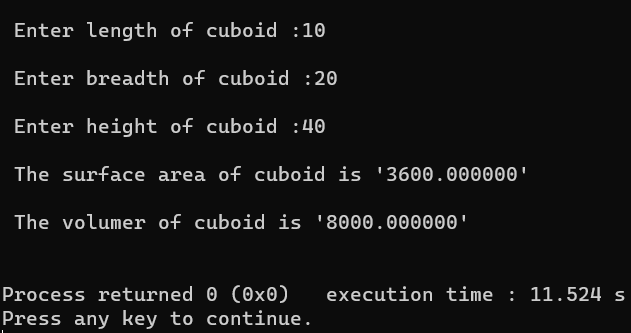 Enter length of cuboid :10
Enter breadth of cuboid :20
Enter height of cuboid :40
The surface area of cuboid is '3600.000000'
The volumer of cuboid is '8000.000000'
Process returned 0 (0x0)   execution time : 11.524 s
Press any key to continue.